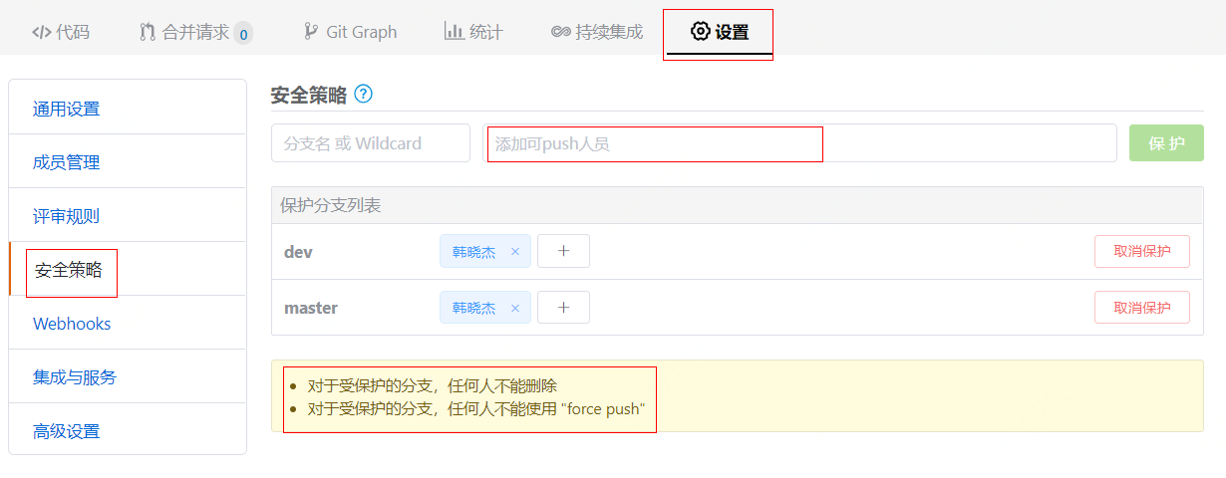 代码 合并请求 0 Git Graph 统计 持续集成 设置
通用设置
成员管理
评审规则
安全策略
Webhooks
集成与服务
高级设置
安全策略 ?
分支名 或 Wildcard 添加可push人员 保 护
保护分支列表
dev 韩晓杰 × + 取消保护
master 韩晓杰 × + 取消保护
• 对于受保护的分支，任何人不能删除
• 对于受保护的分支，任何人不能使用 “force push”